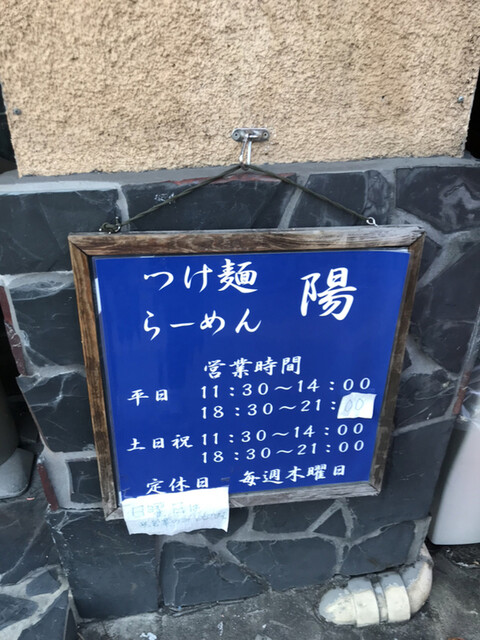 つけ麺
らーめん
陽
営業時間
平日 11:30～14:00
18:30～21:00
土日祝 11:30～14:00
18:30～21:00
定休日 毎週木曜日